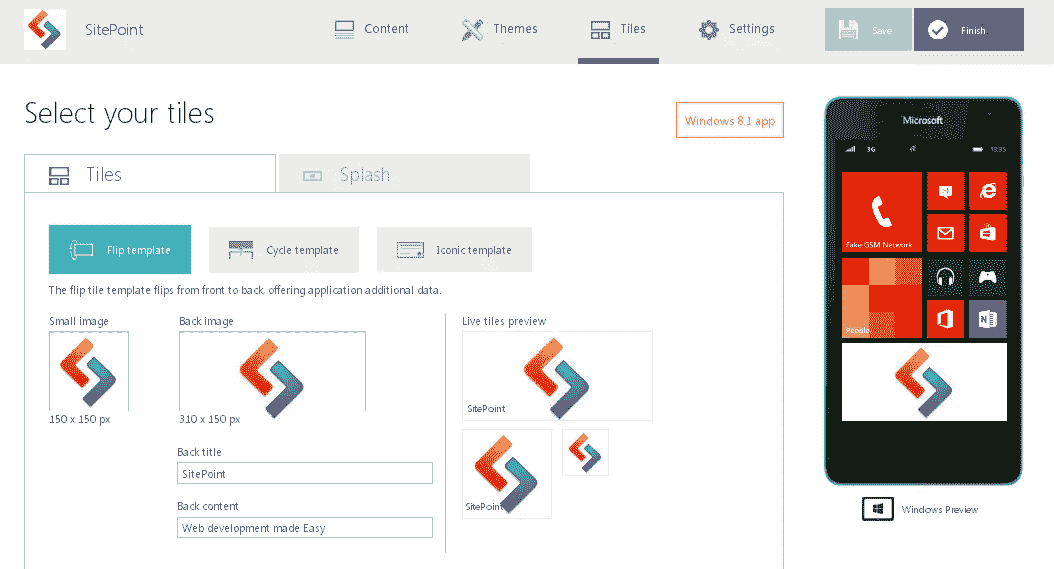 SitePoint
Content
Themes
Tiles
Settings
Save
Finish
Select your tiles
Windows 8.1 app
Tiles
Splash
Flip template
Cycle template
Iconic template
The flip tile template flips from front to back, offering application additional data.
Small image
Back image
Live tiles preview
150 x 150 px
310 x 150 px
SitePoint
Back title
SitePoint
Back content
Web development made Easy
SitePoint
Microsoft
3G
Fake GSM Network
People
Windows Preview